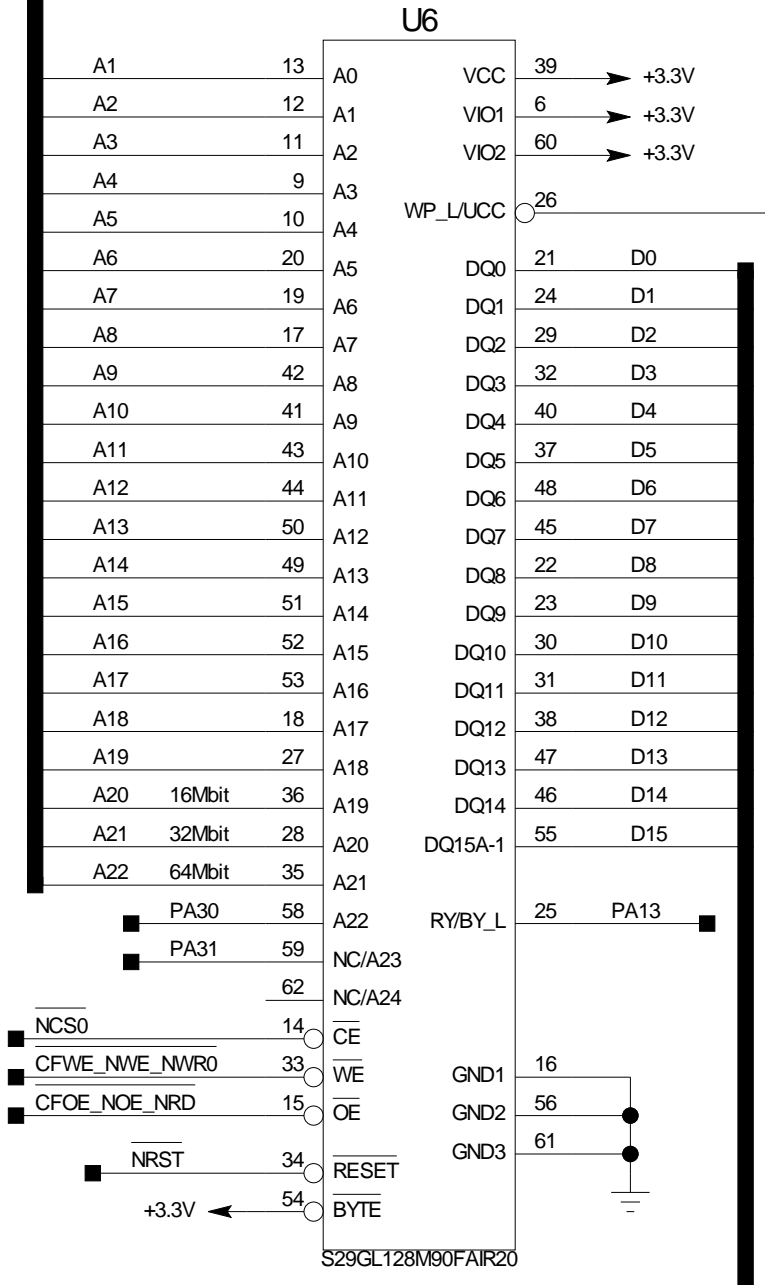 U6
A1 13 A0 VCC 39 +3.3V
A2 12 A1 VIO1 6 +3.3V
A3 11 A2 VIO2 60 +3.3V
A4 9 A3
A5 10 A4 WP_L/UCC 26
A6 20 A5 DQ0 21 D0
A7 19 A6 DQ1 24 D1
A8 17 A7 DQ2 29 D2
A9 42 A8 DQ3 32 D3
A10 41 A9 DQ4 40 D4
A11 43 A10 DQ5 37 D5
A12 44 A11 DQ6 48 D6
A13 50 A12 DQ7 45 D7
A14 49 A13 DQ8 22 D8
A15 51 A14 DQ9 23 D9
A16 52 A15 DQ10 30 D10
A17 53 A16 DQ11 31 D11
A18 18 A17 DQ12 38 D12
A19 27 A18 DQ13 47 D13
A20 16Mbit 36 A19 DQ14 46 D14
A21 32Mbit 28 A20 DQ15A-1 55 D15
A22 64Mbit 35 A21
PA30 58 A22 RY/BY_L 25 PA13
PA31 59 NC/A23
62 NC/A24
NCS0 14 CE
CFWE_NWE_NWR0 33 WE GND1 16
CFOE_NOE_NRD 15 OE GND2 56
GND3 61
NRST 34 RESET
+3.3V 54 BYTE
S29GL128M90FAIR20